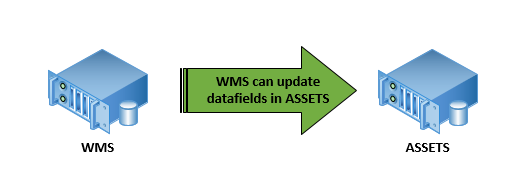 WMS can update
datafields in ASSETS
WMS
ASSETS